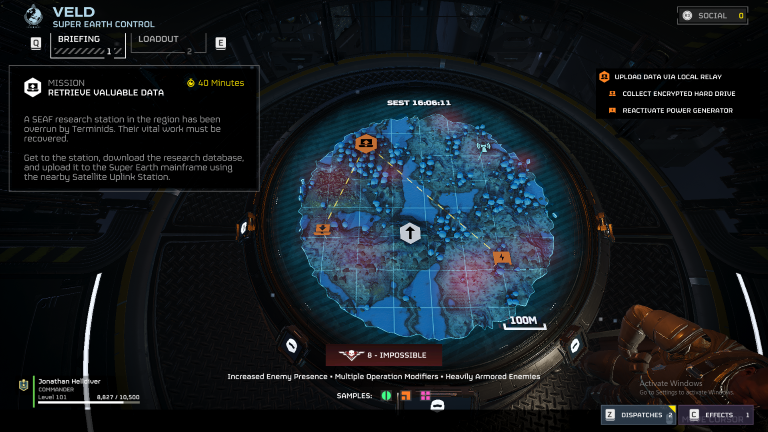 VELD
SUPER EARTH CONTROL
SOCIAL 0
Q BRIEFING 1 LOADOUT 2 E
MISSION
RETRIEVE VALUABLE DATA
40 Minutes
A SEAF research station in the region has been
overrun by Terminids. Their vital work must be
recovered.
Get to the station, download the research database,
and upload it to the Super Earth mainframe using
the nearby Satellite Uplink Station.
UPLOAD DATA VIA LOCAL RELAY
COLLECT ENCRYPTED HARD DRIVE
REACTIVATE POWER GENERATOR
SEST 16:06:11
100M
8 - IMPOSSIBLE
Increased Enemy Presence • Multiple Operation Modifiers • Heavily Armored Enemies
SAMPLES:
Jonathan Helldiver
COMMANDER
Level 101 8,827 / 10,500
Activate Windows
Go to Settings to activate Windows.
Z DISPATCHES 2
C EFFECTS 1
CURSOR